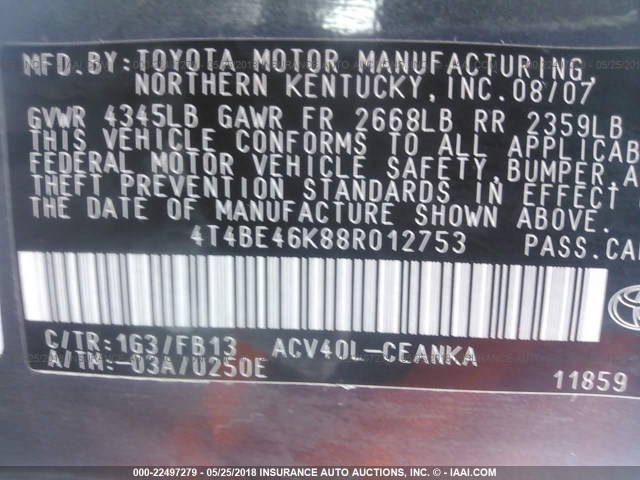 MFD.BY:TOYOTA MOTOR MANUFACTURING,
NORTHERN KENTUCKY, INC. 08/07
GVWR 4345LB GAWR FR 2668LB RR 2359LB
THIS VEHICLE CONFORMS TO ALL APPLICAB
FEDERAL MOTOR VEHICLE SAFETY, BUMPER, A
THEFT PREVENTION STANDARDS IN EFFECT
THE DATE OF MANUFACTURE SHOWN ABOVE.
4T4BE46K88R012753 PASS.CA
C/TR:1G3/FB13 ACV40L-CEANKA
A/TM:-03A/U250E
11859
000-22497279 - 05/25/2018 INSURANCE AUTO AUCTIONS, INC. - IAAI.COM